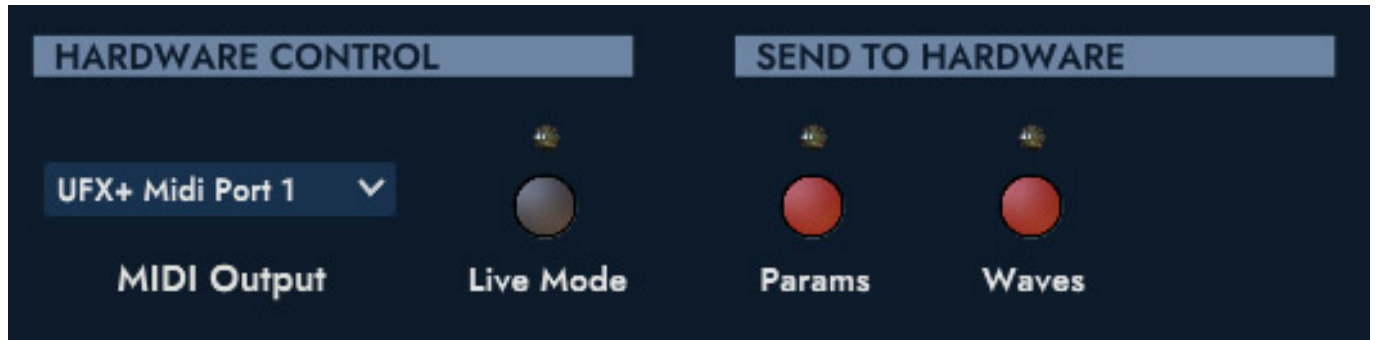 HARDWARE CONTROL
SEND TO HARDWARE
UFX+ Midi Port 1
MIDI Output
Live Mode
Params
Waves